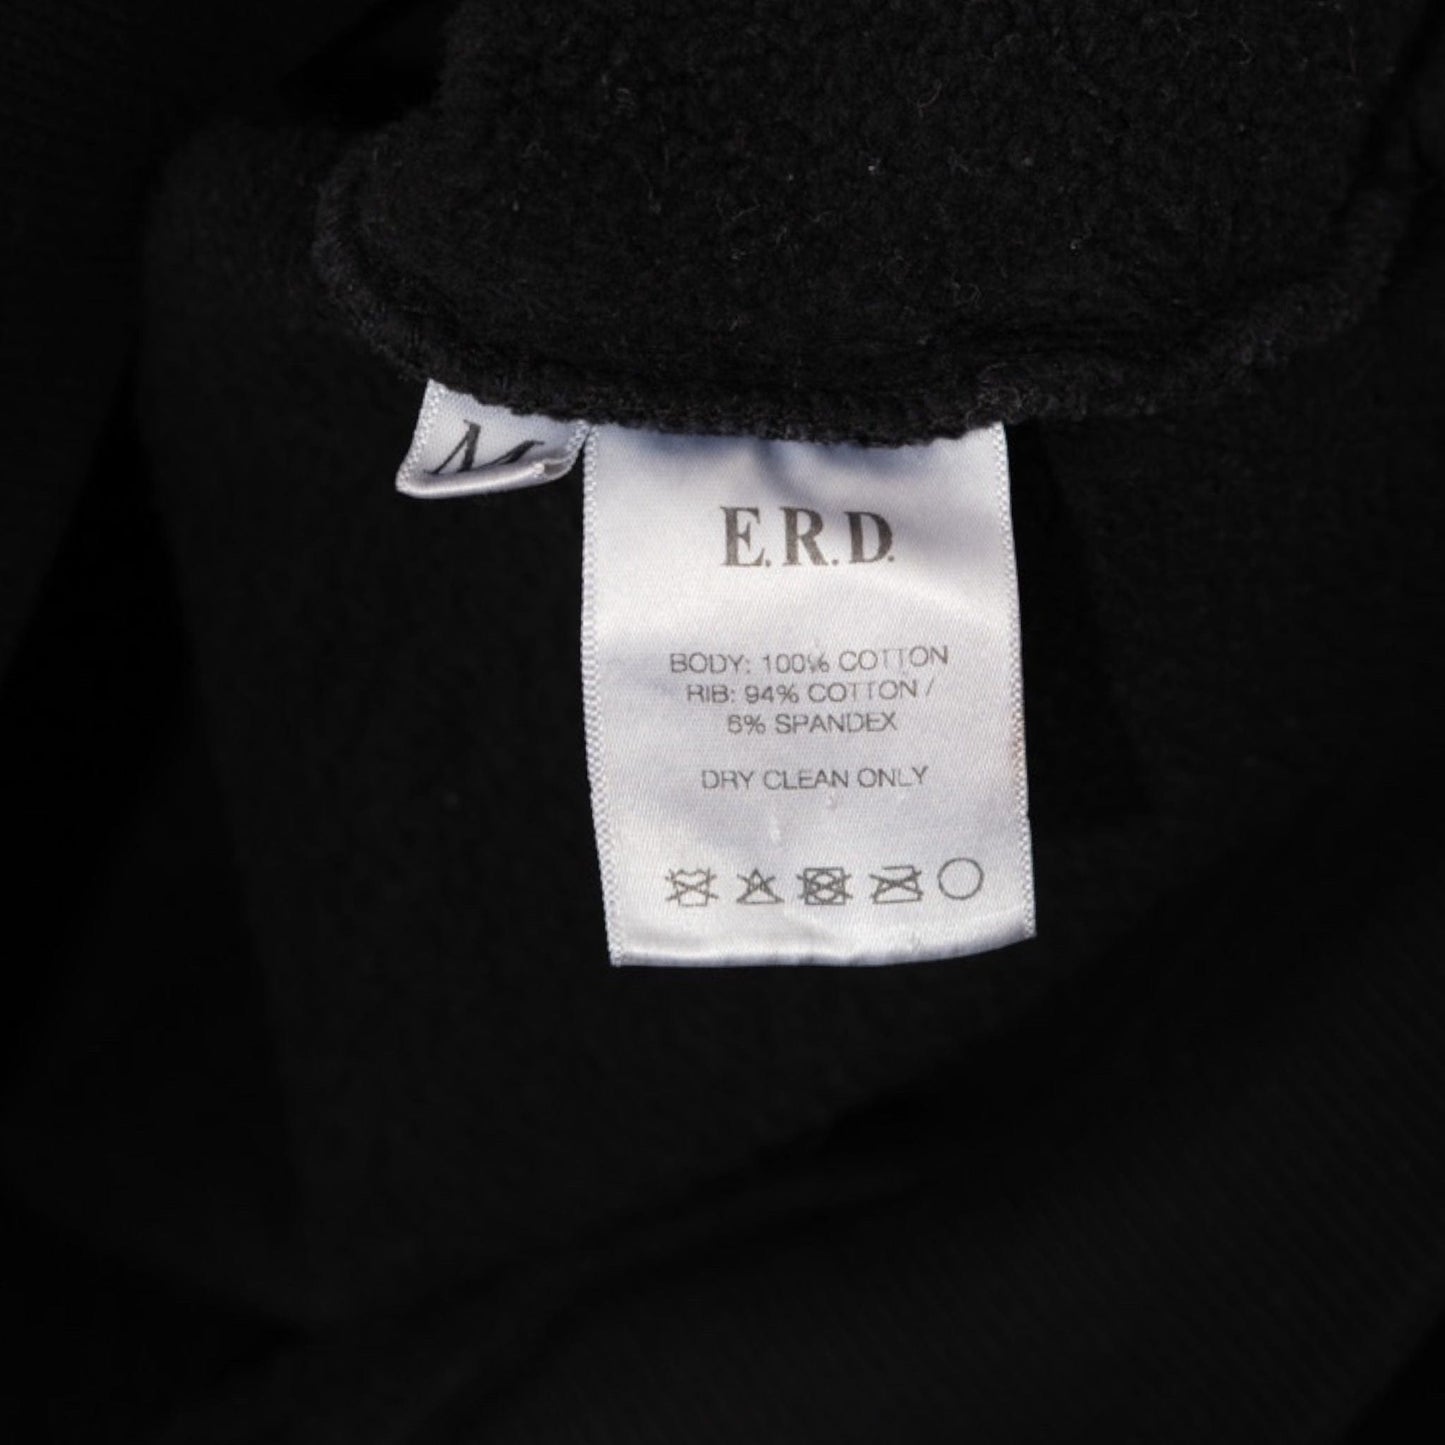 M
E.R.D.
BODY: 100% COTTON
RIB: 94% COTTON /
6% SPANDEX
DRY CLEAN ONLY